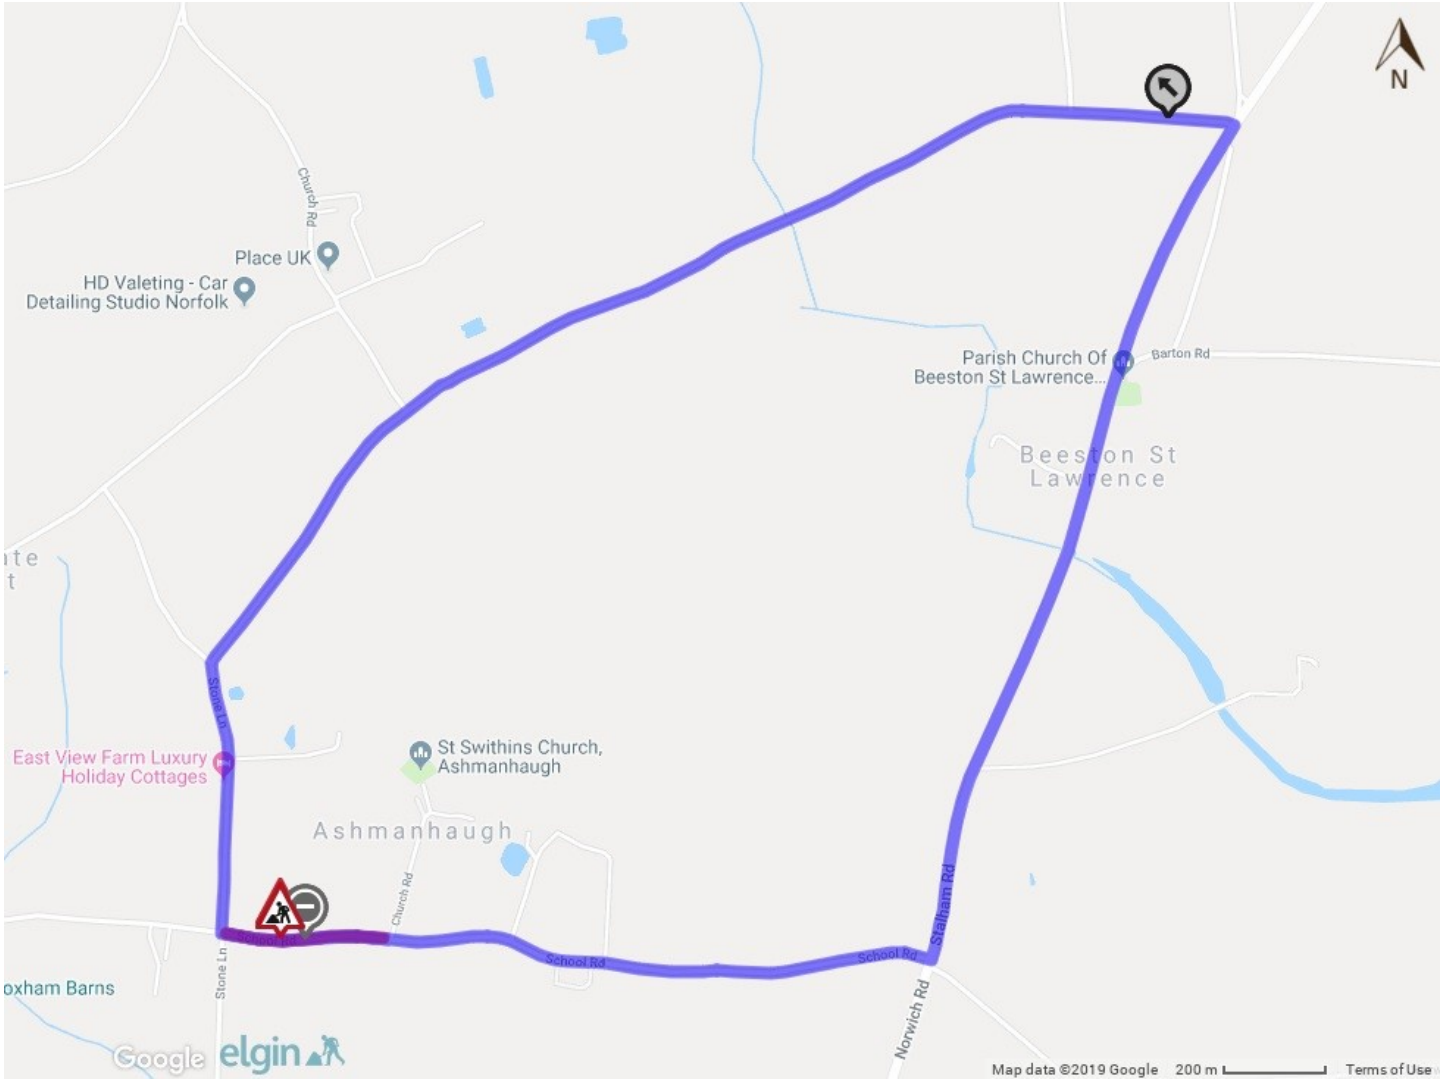 N
Church Rd
Place UK
HD Valeting - Car
Detailing Studio Norfolk
Parish Church Of
Beeston St Lawrence...
Barton Rd
Beeston St
Lawrence
Stone Ln
East View Farm Luxury
Holiday Cottages
St Swithins Church,
Ashmanhaugh
Ashmanhaugh
Church Rd
Stalham Rd
School Rd
School Rd
School Rd
Stone Ln
oxham Barns
Norwich Rd
Google
elgin
Map data ©2019 Google
200 m
Terms of Use